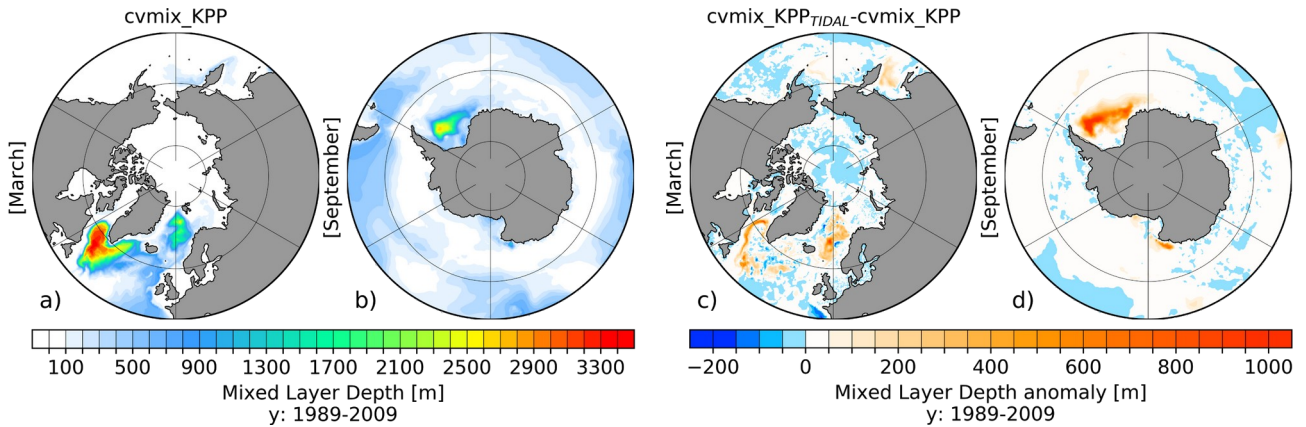 cvmix_KPP
cvmix_KPP_TIDAL-cvmix_KPP
[March]
[September]
[March]
[September]
a)
b)
c)
d)
100 500 900 1300 1700 2100 2500 2900 3300
Mixed Layer Depth [m]
y: 1989-2009
−200 0 200 400 600 800 1000
Mixed Layer Depth anomaly [m]
y: 1989-2009